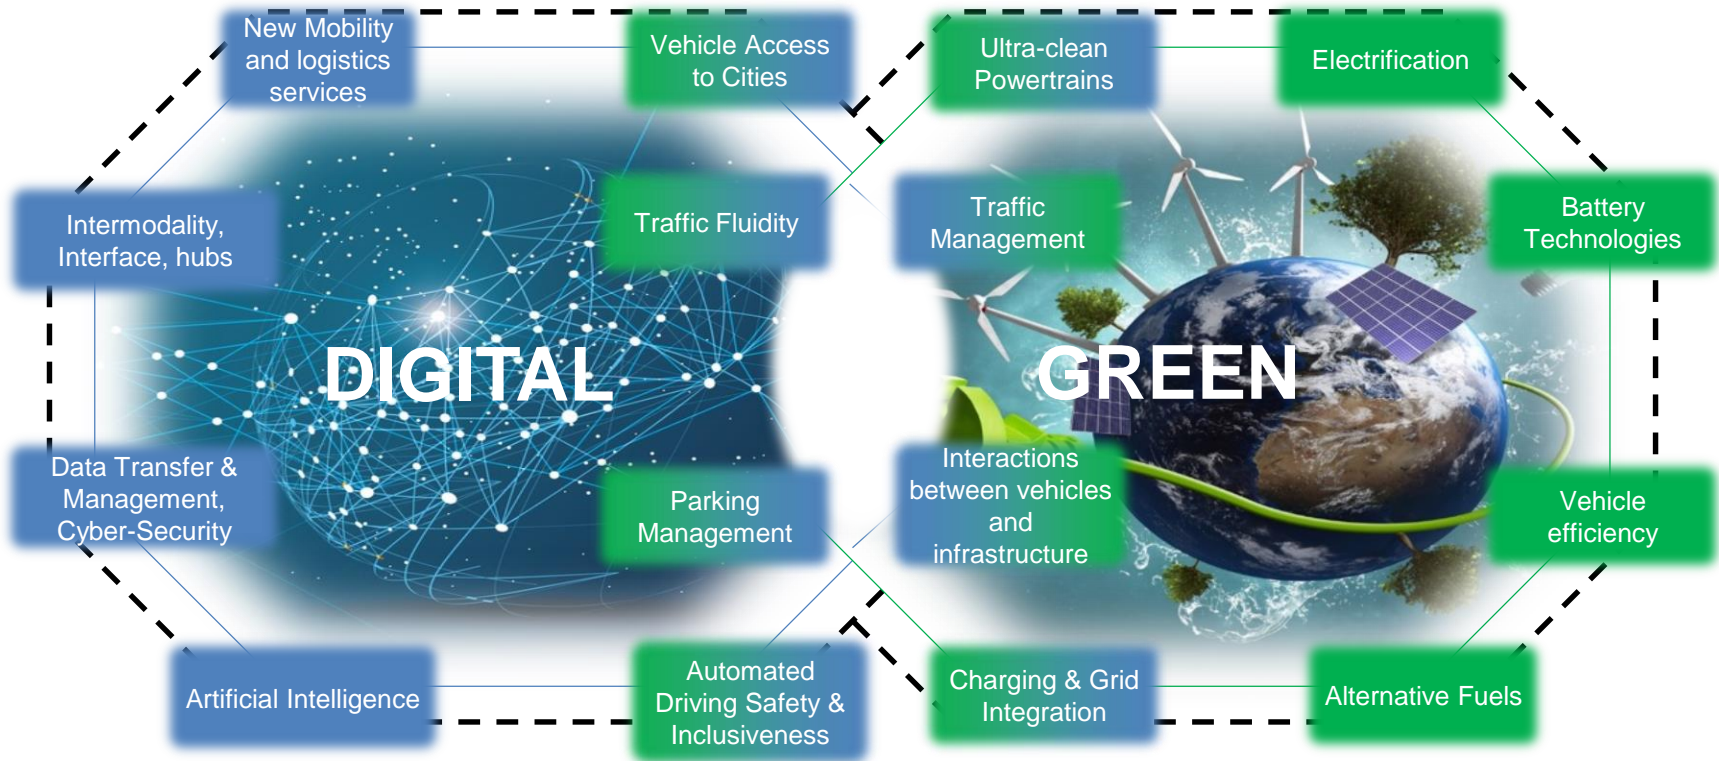 New Mobility
and logistics
services
Vehicle Access
to Cities
Ultra-clean
Powertrains
Electrification
Intermodality,
Interface, hubs
Traffic Fluidity
Traffic
Management
Battery
Technologies
DIGITAL
GREEN
Data Transfer &
Management,
Cyber-Security
Parking
Management
Interactions
between vehicles
and
infrastructure
Vehicle
efficiency
Artificial Intelligence
Automated
Driving Safety &
Inclusiveness
Charging & Grid
Integration
Alternative Fuels